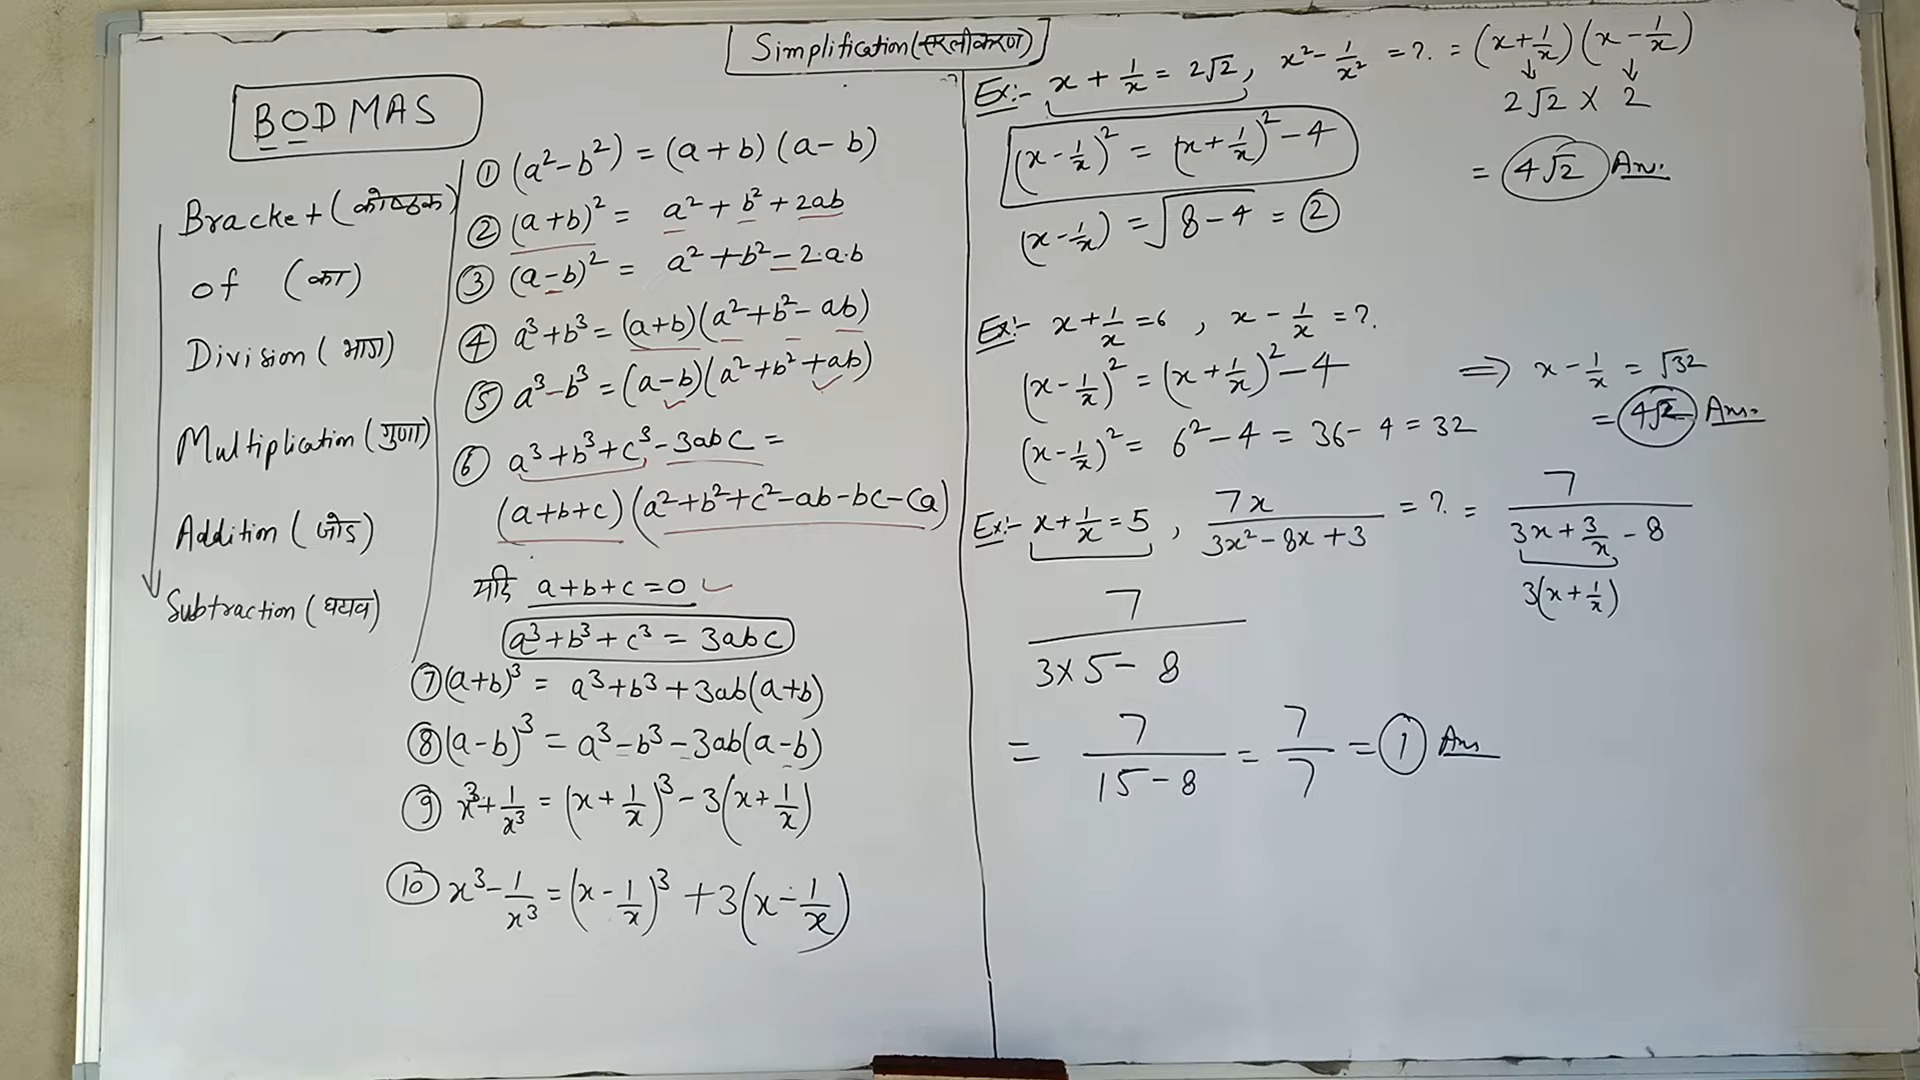 Simplification (सरलीकरण)
BODMAS
Bracket (कोष्ठक)
of (का)
Division (भाग)
Multiplication (गुणा)
Addition (जोड)
Subtraction (घटाव)
① (a²-b²) = (a+b) (a-b)
② (a+b)² = a² + b² + 2ab
③ (a-b)² = a² + b² - 2.a.b
④ a³+b³ = (a+b)(a²+b²-ab)
⑤ a³-b³ = (a-b)(a²+b²+ab)
⑥ a³+b³+c³-3abc =
(a+b+c) (a²+b²+c²-ab-bc-ca)
यदि a+b+c=0
a³+b³+c³ = 3abc
⑦ (a+b)³ = a³+b³+3ab(a+b)
⑧ (a-b)³ = a³-b³-3ab(a-b)
⑨ x³+1/x³ = (x+1/x)³-3(x+1/x)
⑩ x³-1/x³ = (x-1/x)³ +3(x-1/x)
Ex:- x+1/x = 2√2, x²-1/x² = ? = (x+1/x)(x-1/x)
2√2 × 2
(x-1/x)² = (x+1/x)²-4
= 4√2 Ans.
(x-1/x) = √8-4 = 2
Ex:- x+1/x=6, x-1/x=?.
(x-1/x)² = (x+1/x)²-4 ⟹ x-1/x = √32
(x-1/x)² = 6²-4 = 36-4 = 32 = 4√2 Ans.
Ex:- x+1/x=5, 7x/3x²-8x+3 = ? = 7/3x+3/x-8
3(x+1/x)
7/3×5-8
= 7/15-8 = 7/7 = 1 Ans